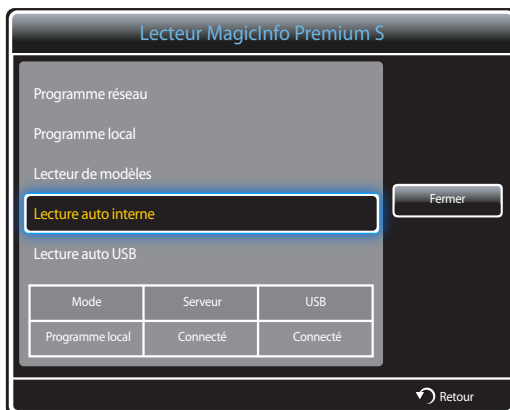 Lecteur MagicInfo Premium S
Programme réseau
Programme local
Lecteur de modèles
Lecture auto interne
Fermer
Lecture auto USB
Mode Serveur USB
Programme local Connecté Connecté
Retour